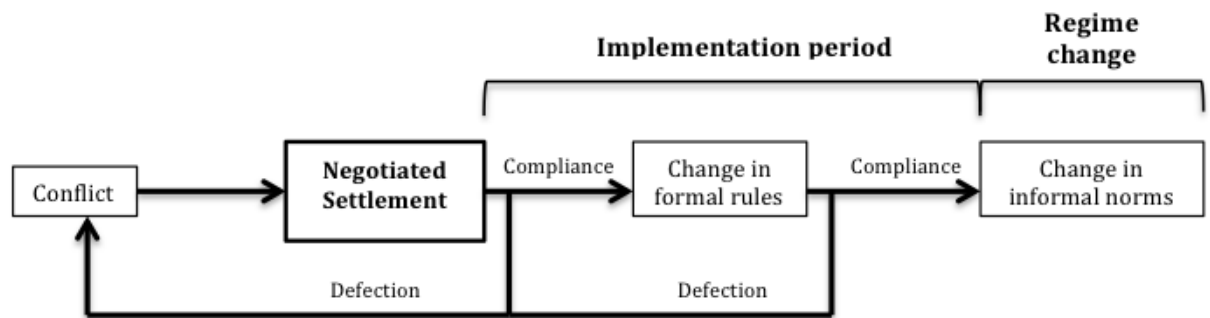 Regime
change
Implementation period
Conflict
Negotiated
Settlement
Compliance
Change in
formal rules
Compliance
Change in
informal norms
Defection
Defection